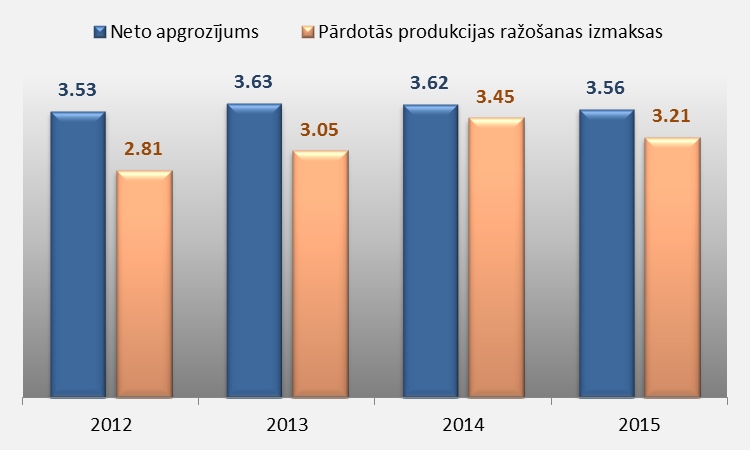 Neto apgrozījums Pārdotās produkcijas ražošanas izmaksas
3.53 3.63 3.62 3.56
2.81 3.05 3.45 3.21
2012 2013 2014 2015